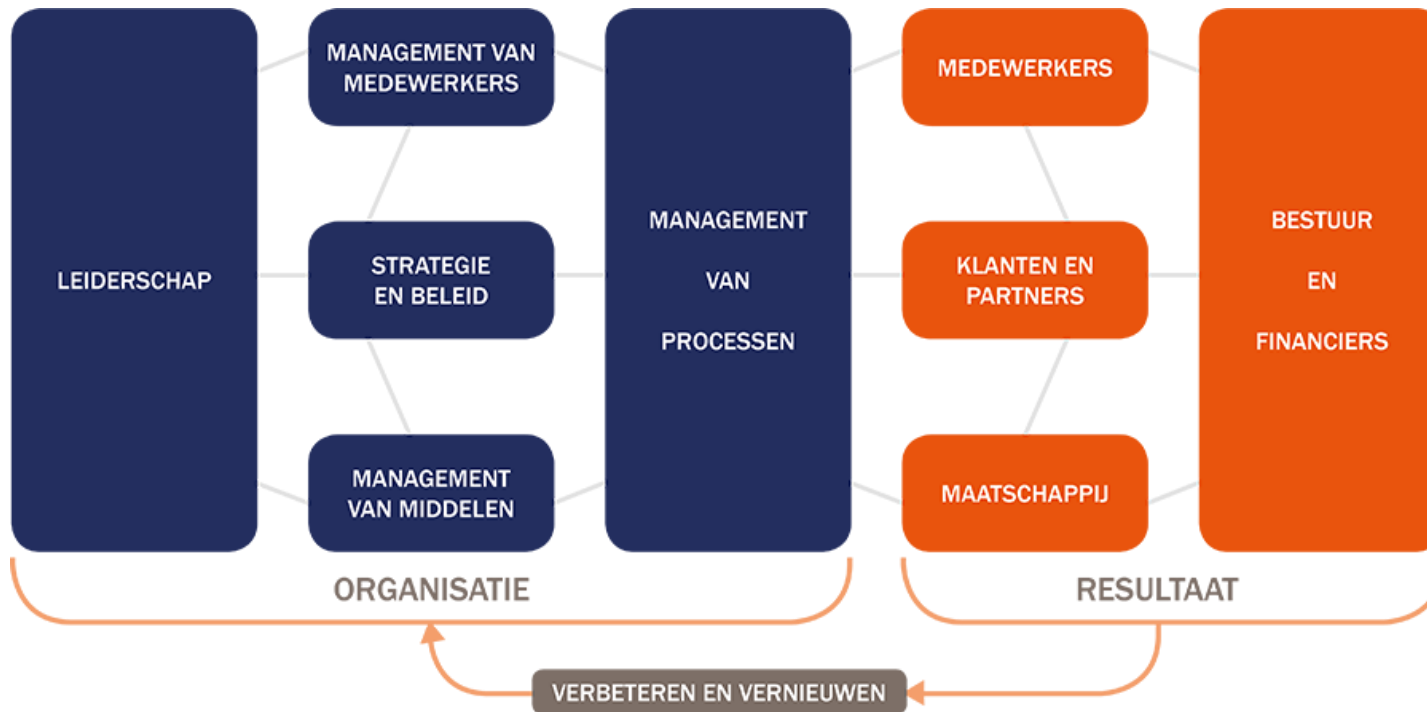 LEIDERSCHAP
MANAGEMENT VAN
MEDEWERKERS
STRATEGIE
EN BELEID
MANAGEMENT
VAN MIDDELEN
MANAGEMENT
VAN
PROCESSEN
MEDEWERKERS
KLANTEN EN
PARTNERS
MAATSCHAPPIJ
BESTUUR
EN
FINANCIERS
ORGANISATIE
RESULTAAT
VERBETEREN EN VERNIEUWEN